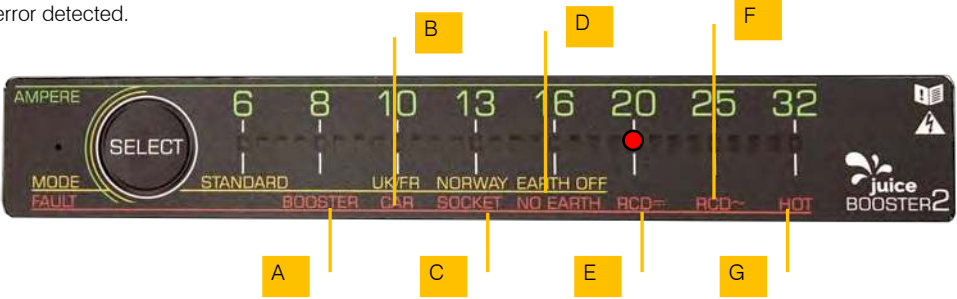 error detected.
B
D
F
AMPERE 6 8 10 13 16 20 25 32
SELECT
MODE STANDARD UK/FR NORWAY EARTH OFF
FAULT BOOSTER CAR SOCKET NO EARTH RCD⎓ RCD~ HOT
juice
BOOSTER2
A
C
E
G